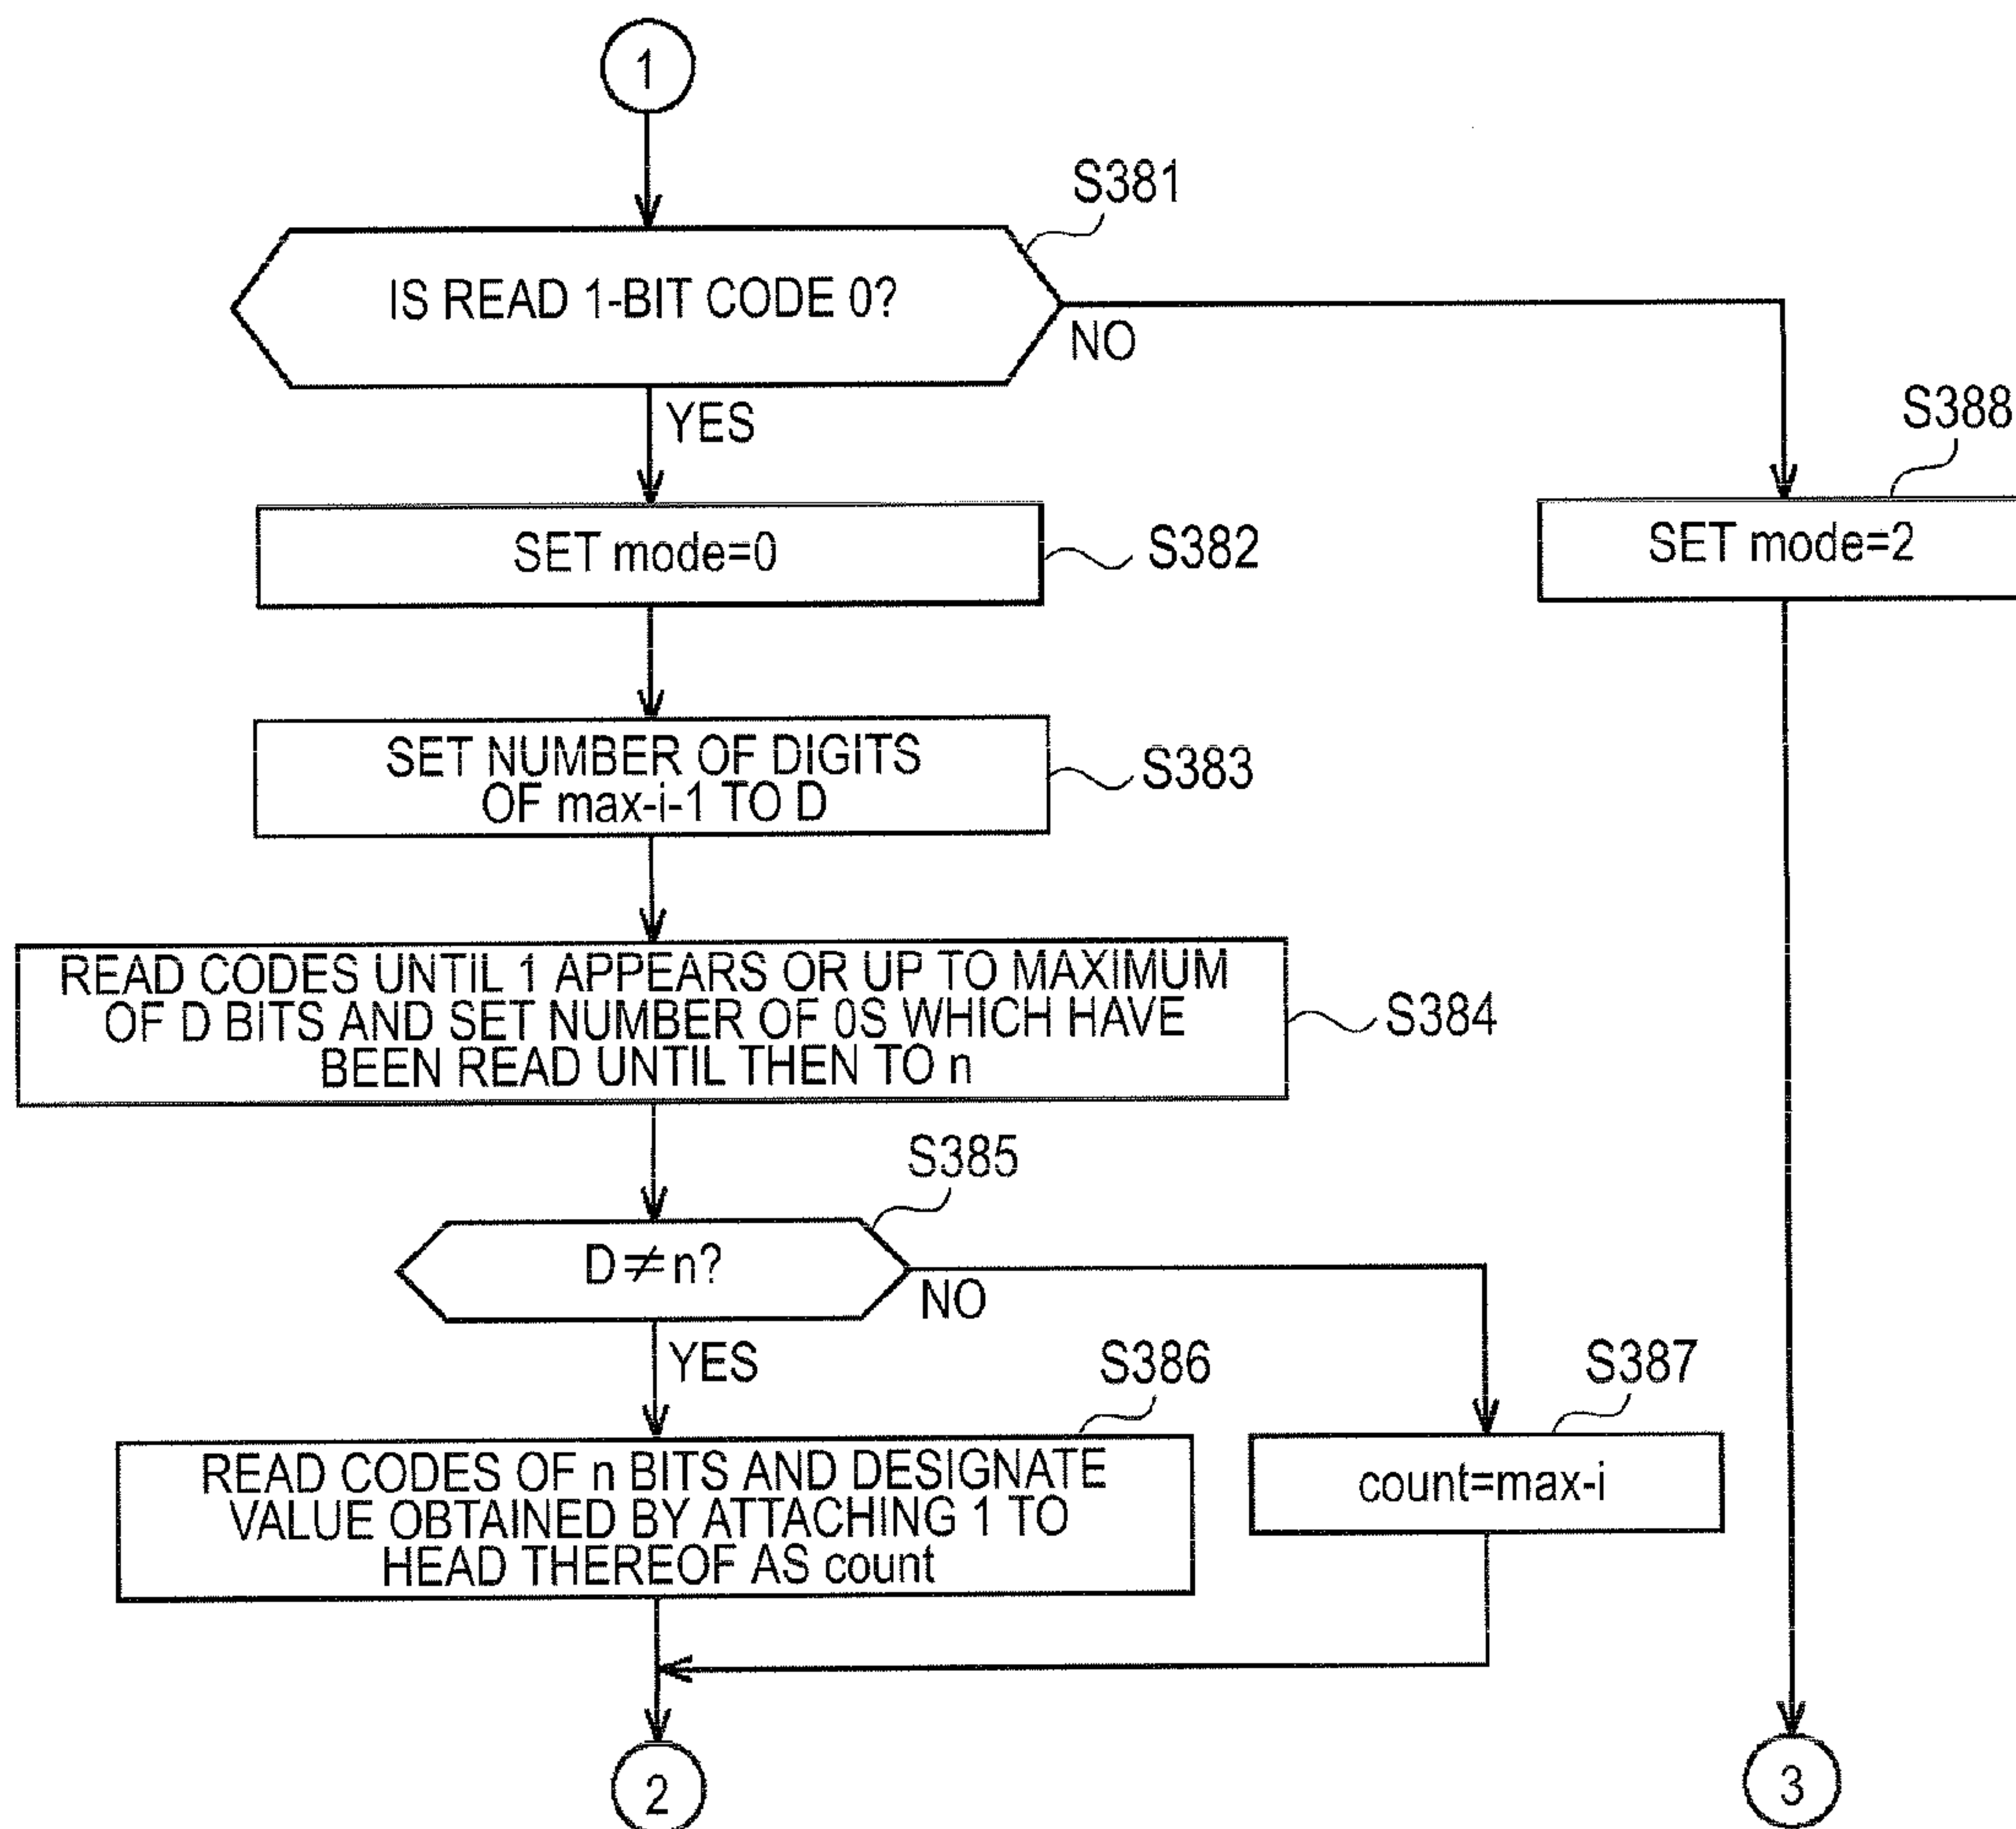 1
S381
IS READ 1-BIT CODE 0?
NO
YES
S388
SET mode=0
S382
SET mode=2
SET NUMBER OF DIGITS
OF max-i-1 TO D
S383
READ CODES UNTIL 1 APPEARS OR UP TO MAXIMUM
OF D BITS AND SET NUMBER OF 0S WHICH HAVE
BEEN READ UNTIL THEN TO n
S384
S385
D≠n?
NO
YES
S386
S387
READ CODES OF n BITS AND DESIGNATE
VALUE OBTAINED BY ATTACHING 1 TO
HEAD THEREOF AS count
count=max-i
2
3